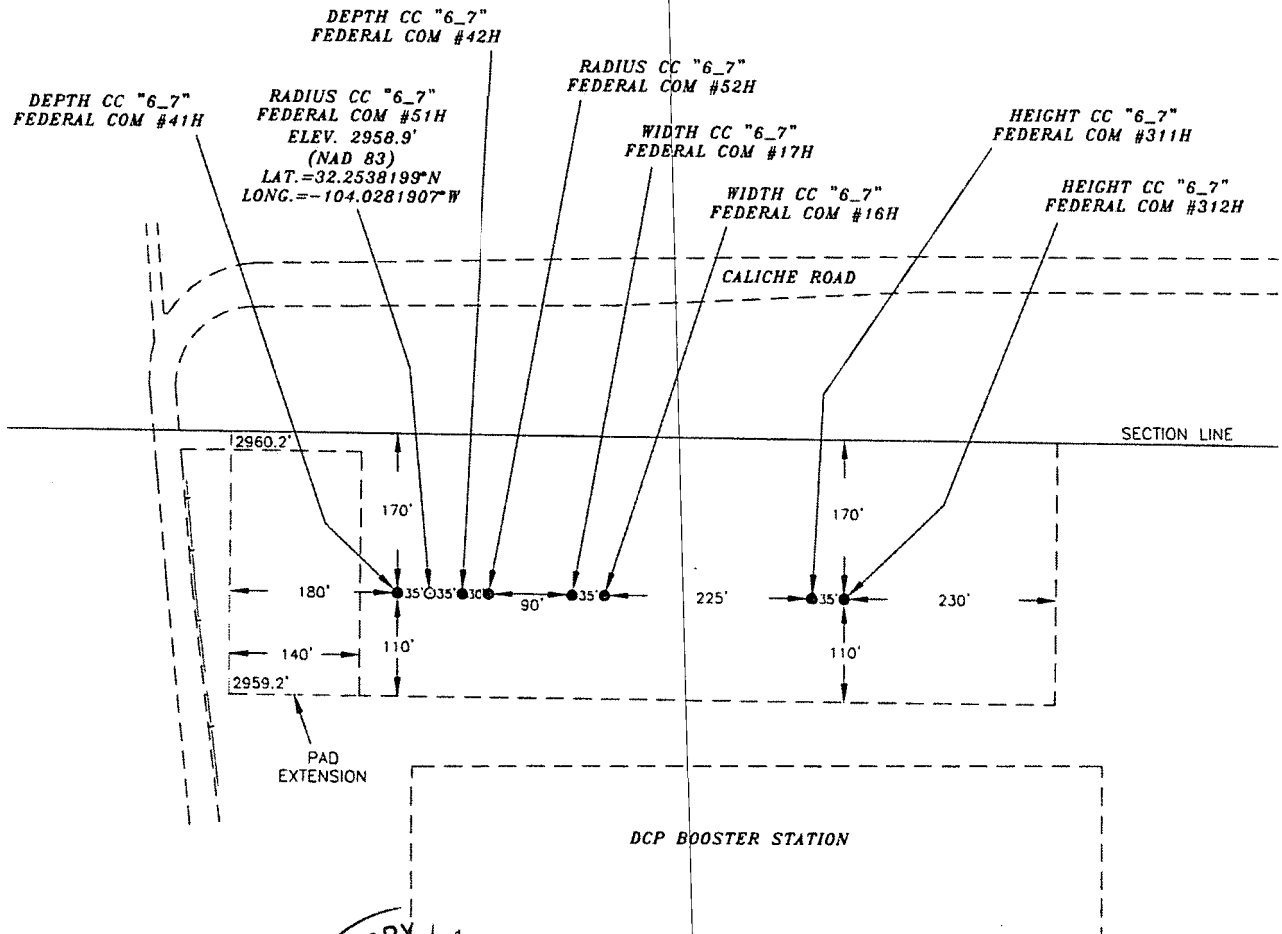 DEPTH CC "6_7"
FEDERAL COM #42H
RADIUS CC "6_7"
FEDERAL COM #52H
DEPTH CC "6_7"
FEDERAL COM #41H
RADIUS CC "6_7"
FEDERAL COM #51H
ELEV. 2958.9'
(NAD 83)
LAT.=32.2538199°N
LONG.=-104.0281907°W
WIDTH CC "6_7"
FEDERAL COM #17H
HEIGHT CC "6_7"
FEDERAL COM #311H
WIDTH CC "6_7"
FEDERAL COM #16H
HEIGHT CC "6_7"
FEDERAL COM #312H
CALICHE ROAD
2960.2'
SECTION LINE
170'
170'
180'
35'
35'
30'
90'
35'
225'
35'
230'
140'
110'
110'
2959.2'
PAD
EXTENSION
DCP BOOSTER STATION